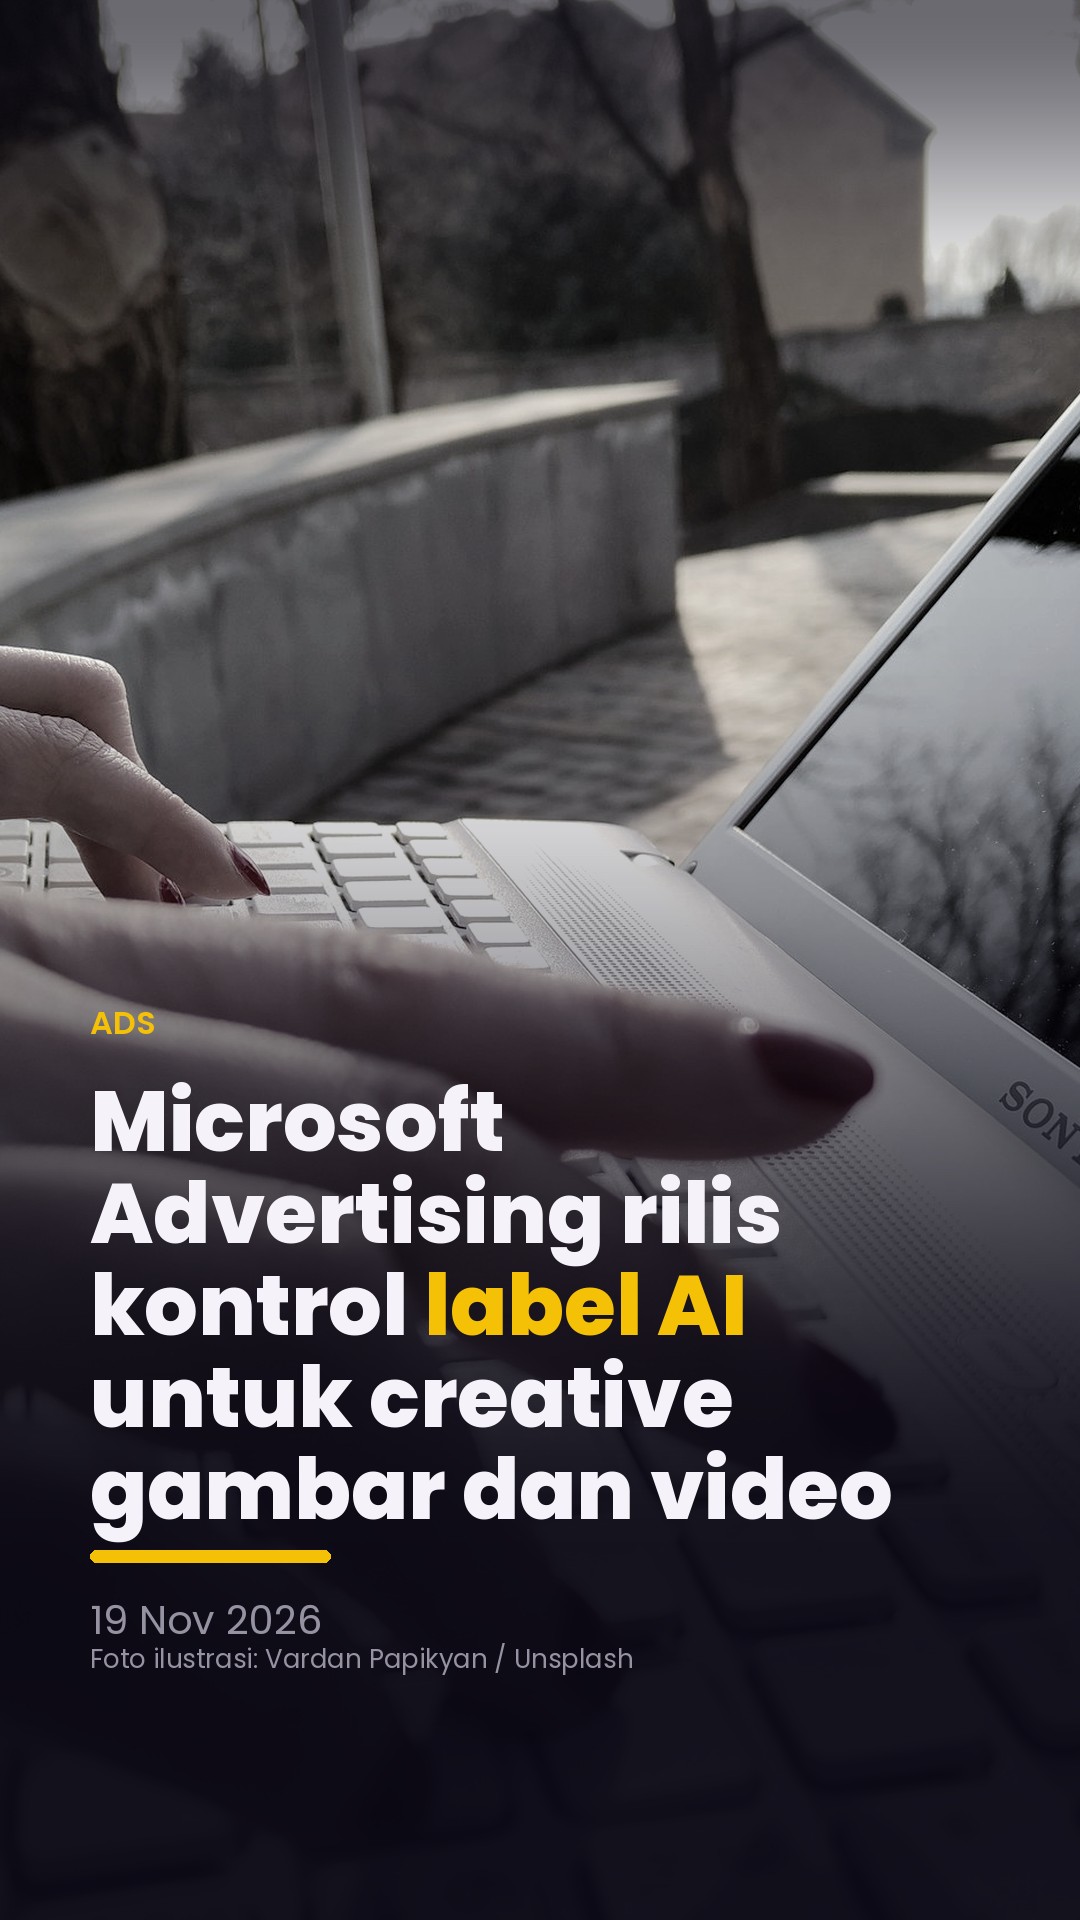 ADS
Microsoft
Advertising rilis
kontrol label AI
untuk creative
gambar dan video
19 Nov 2026
Foto ilustrasi: Vardan Papikyan / Unsplash
SONY